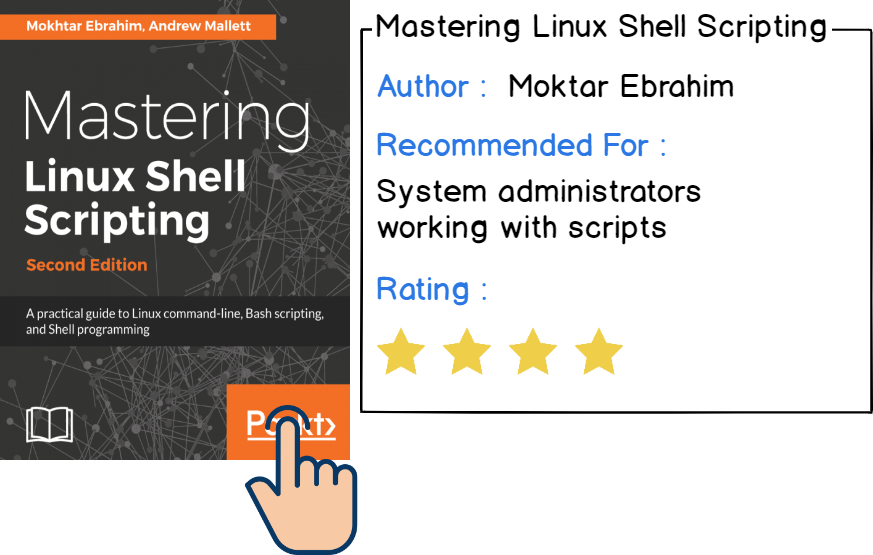 Mokhtar Ebrahim, Andrew Mallett
Mastering
Linux Shell
Scripting
Second Edition
A practical guide to Linux command-line, Bash scripting,
and Shell programming
Mastering Linux Shell Scripting
Author : Moktar Ebrahim
Recommended For :
System administrators
working with scripts
Rating :